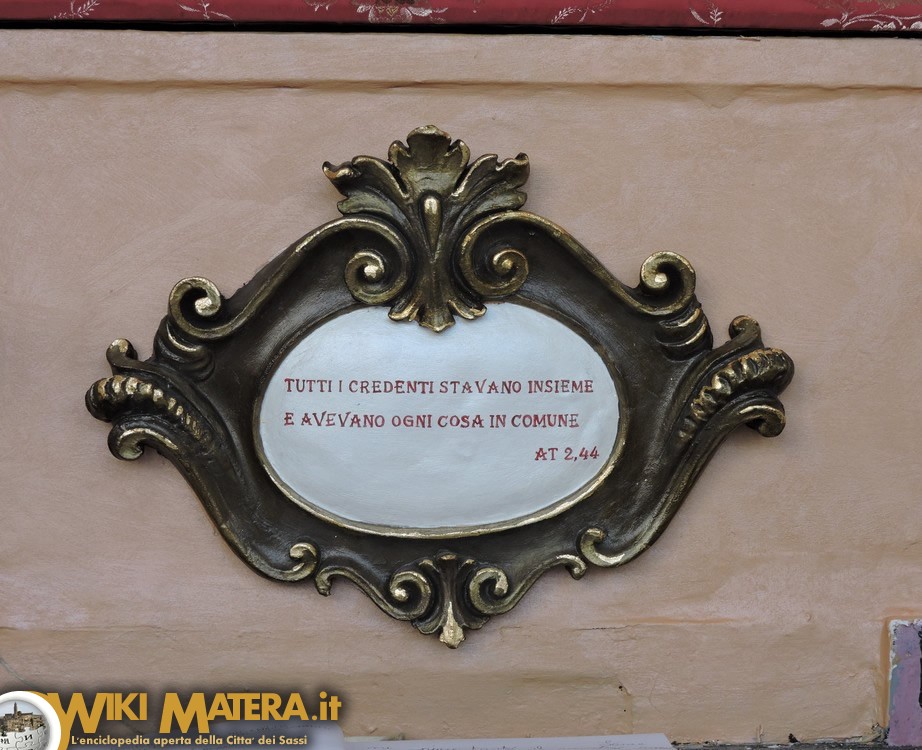 TUTTI I CREDENTI STAVANO INSIEME
E AVEVANO OGNI COSA IN COMUNE
AT 2,44
WIKI MATERA.it
L'enciclopedia aperta della Citta' dei Sassi